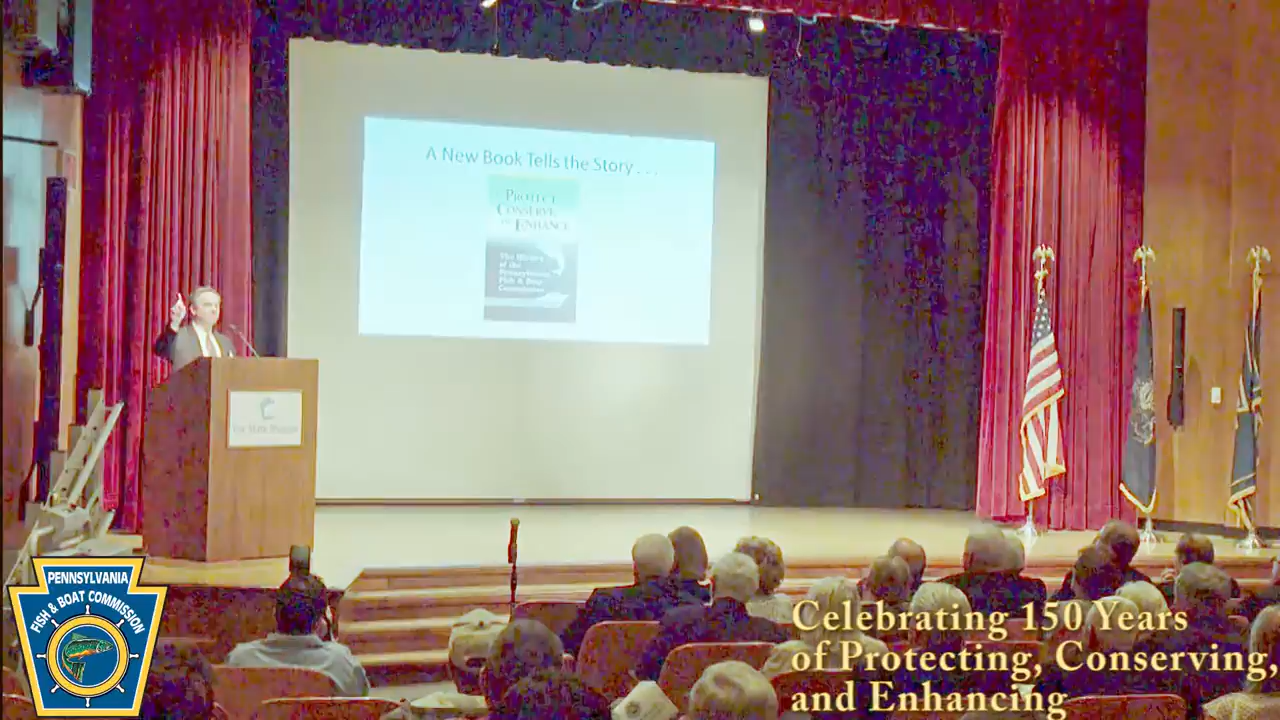 A New Book Tells the Story . . .
PROTECT
CONSERVE
AND ENHANCE
The History
of the
Pennsylvania
Fish & Boat
Commission
PENNSYLVANIA
FISH & BOAT COMMISSION
Celebrating 150 Years
of Protecting, Conserving,
and Enhancing